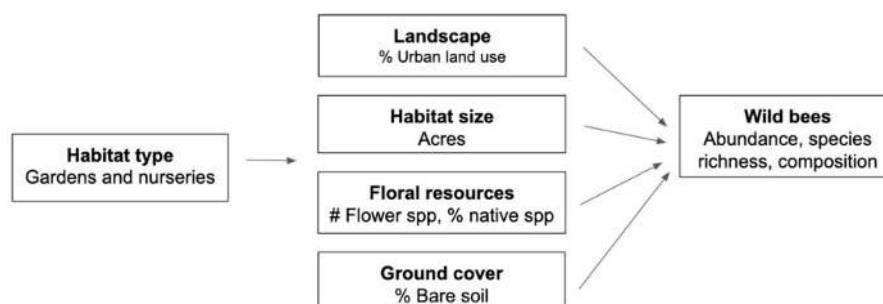 Landscape
% Urban land use
Habitat size
Acres
Habitat type
Gardens and nurseries
Floral resources
# Flower spp, % native spp
Ground cover
% Bare soil
Wild bees
Abundance, species
richness, composition